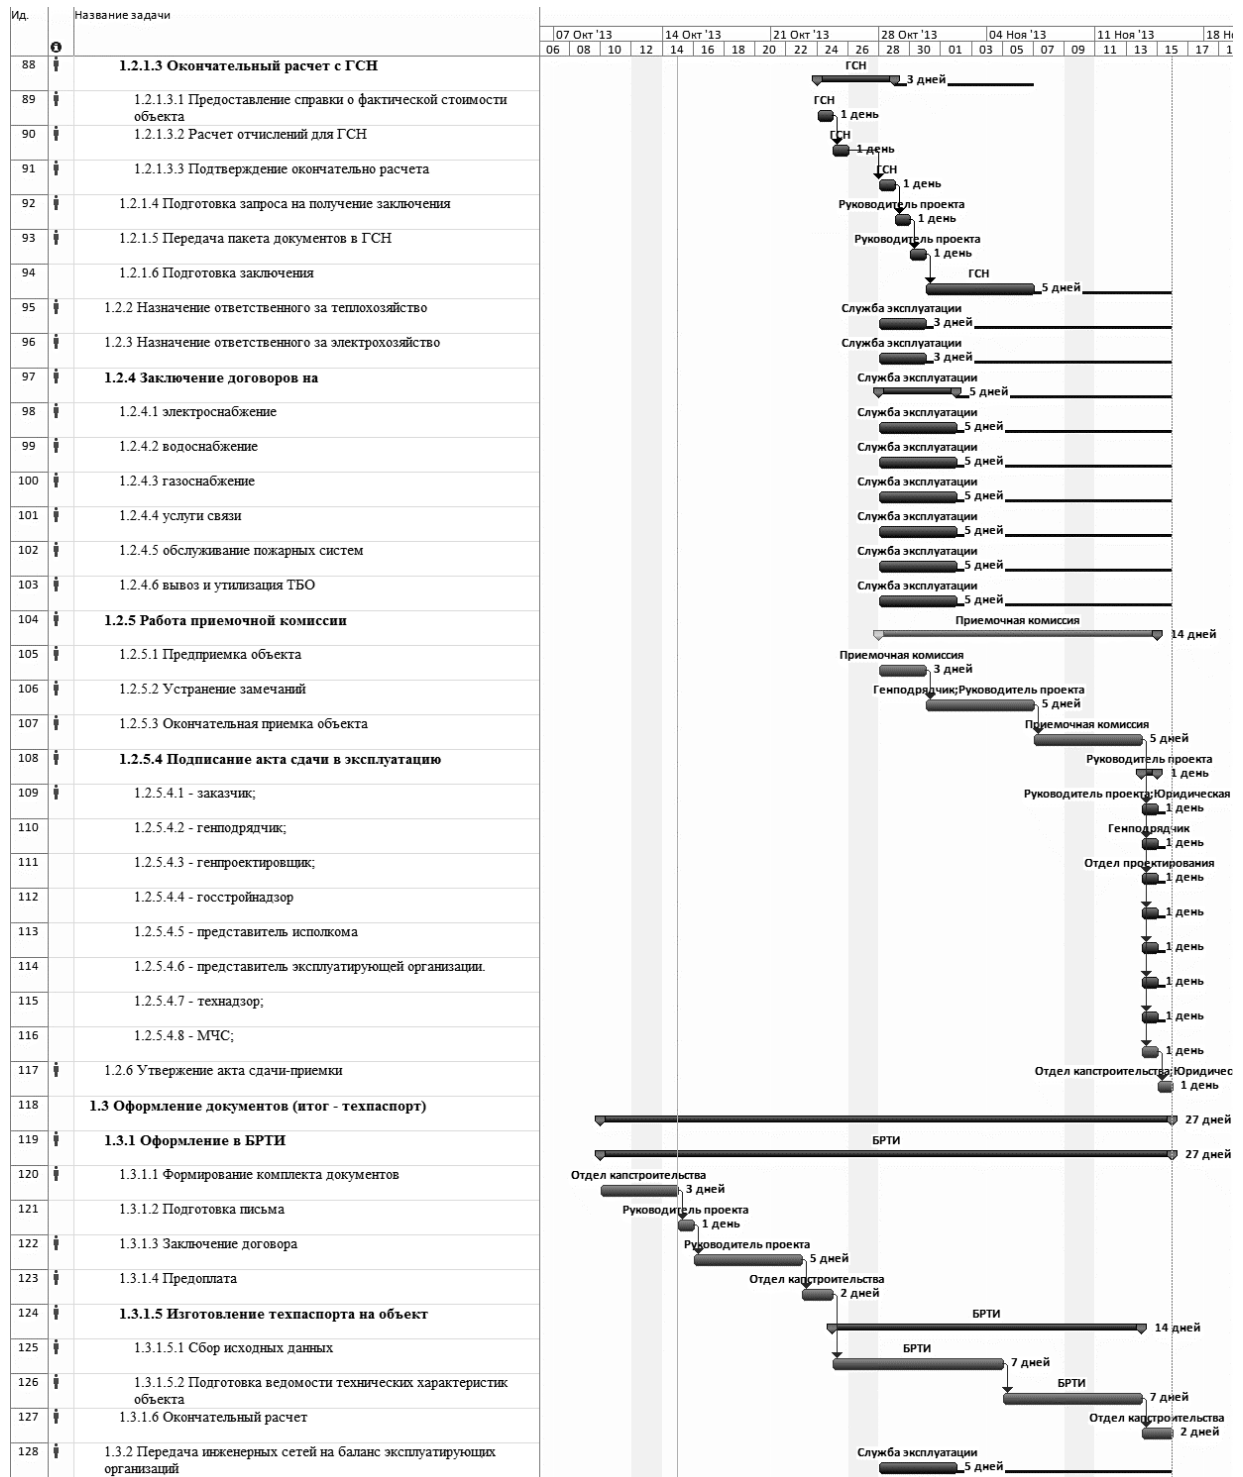 Ид.
Название задачи
07 Окт '13 14 Окт '13 21 Окт '13 28 Окт '13 04 Ноя '13 11 Ноя '13 18 Н
06 08 10 12 14 16 18 20 22 24 26 28 30 01 03 05 07 09 11 13 15 17 1
88 1.2.1.3 Окончательный расчет с ГСН
ГСН
3 дней
89 1.2.1.3.1 Предоставление справки о фактической стоимости
объекта
ГСН
1 день
90 1.2.1.3.2 Расчет отчислений для ГСН
ГСН
1 день
91 1.2.1.3.3 Подтверждение окончательно расчета
ГСН
1 день
92 1.2.1.4 Подготовка запроса на получение заключения
Руководитель проекта
1 день
93 1.2.1.5 Передача пакета документов в ГСН
Руководитель проекта
1 день
94 1.2.1.6 Подготовка заключения
ГСН
5 дней
95 1.2.2 Назначение ответственного за теплохозяйство
Служба эксплуатации
3 дней
96 1.2.3 Назначение ответственного за электрохозяйство
Служба эксплуатации
3 дней
97 1.2.4 Заключение договоров на
Служба эксплуатации
5 дней
98 1.2.4.1 электроснабжение
Служба эксплуатации
5 дней
99 1.2.4.2 водоснабжение
Служба эксплуатации
5 дней
100 1.2.4.3 газоснабжение
Служба эксплуатации
5 дней
101 1.2.4.4 услуги связи
Служба эксплуатации
5 дней
102 1.2.4.5 обслуживание пожарных систем
Служба эксплуатации
5 дней
103 1.2.4.6 вывоз и утилизация ТБО
Служба эксплуатации
5 дней
104 1.2.5 Работа приемочной комиссии
Приемочная комиссия
14 дней
105 1.2.5.1 Предприемка объекта
Приемочная комиссия
3 дней
106 1.2.5.2 Устранение замечаний
Генподрядчик;Руководитель проекта
5 дней
107 1.2.5.3 Окончательная приемка объекта
Приемочная комиссия
5 дней
108 1.2.5.4 Подписание акта сдачи в эксплуатацию
Руководитель проекта
1 день
109 1.2.5.4.1 - заказчик;
Руководитель проекта;Юридическая
1 день
110 1.2.5.4.2 - генподрядчик;
Генподрядчик
1 день
111 1.2.5.4.3 - генпроектировщик;
Отдел проектирования
1 день
112 1.2.5.4.4 - госстройнадзор
1 день
113 1.2.5.4.5 - представитель исполкома
1 день
114 1.2.5.4.6 - представитель эксплуатирующей организации.
1 день
115 1.2.5.4.7 - технадзор;
1 день
116 1.2.5.4.8 - МЧС;
1 день
117 1.2.6 Утвержение акта сдачи-приемки
Отдел капстроительства;Юридичес
1 день
118 1.3 Оформление документов (итог - техпаспорт)
27 дней
119 1.3.1 Оформление в БРТИ
БРТИ
27 дней
120 1.3.1.1 Формирование комплекта документов
Отдел капстроительства
3 дней
121 1.3.1.2 Подготовка письма
Руководитель проекта
1 день
122 1.3.1.3 Заключение договора
Руководитель проекта
5 дней
123 1.3.1.4 Предоплата
Отдел капстроительства
2 дней
124 1.3.1.5 Изготовление техпаспорта на объект
БРТИ
14 дней
125 1.3.1.5.1 Сбор исходных данных
БРТИ
7 дней
126 1.3.1.5.2 Подготовка ведомости технических характеристик
объекта
БРТИ
7 дней
127 1.3.1.6 Окончательный расчет
Отдел капстроительства
2 дней
128 1.3.2 Передача инженерных сетей на баланс эксплуатирующих
организаций
Служба эксплуатации
5 дней